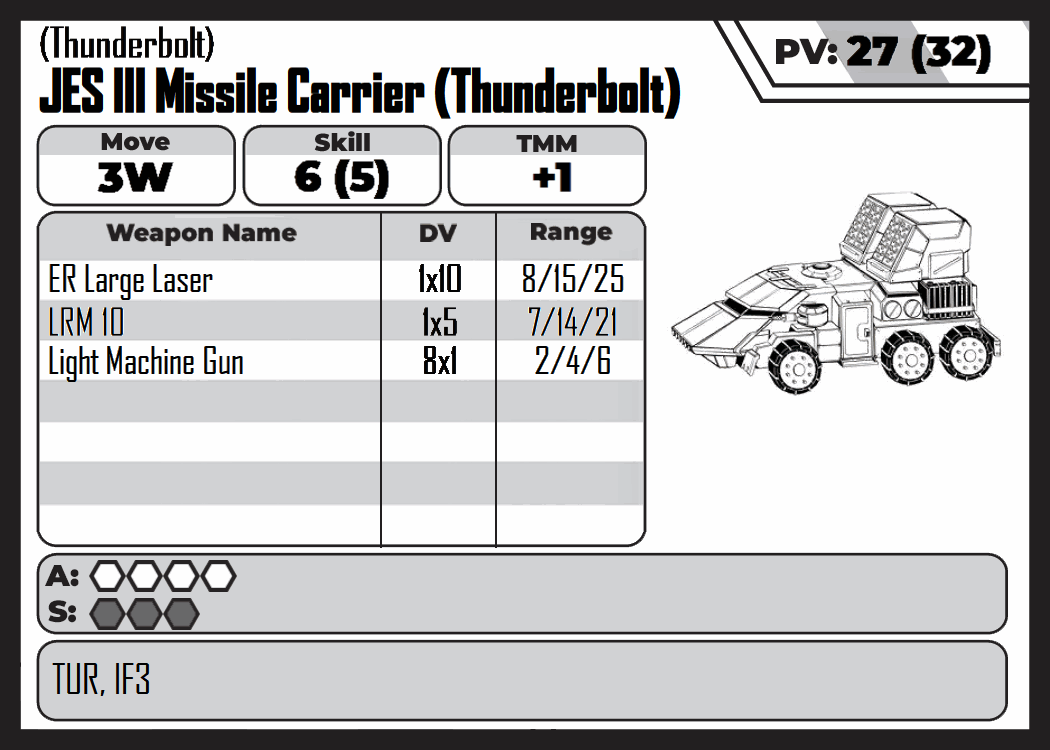 (Thunderbolt)
JES III Missile Carrier (Thunderbolt)
PV: 27 (32)
Move Skill TMM
3W 6 (5) +1
Weapon Name DV Range
ER Large Laser 1x10 8/15/25
LRM 10 1x5 7/14/21
Light Machine Gun 8x1 2/4/6
A:
S:
TUR, IF3